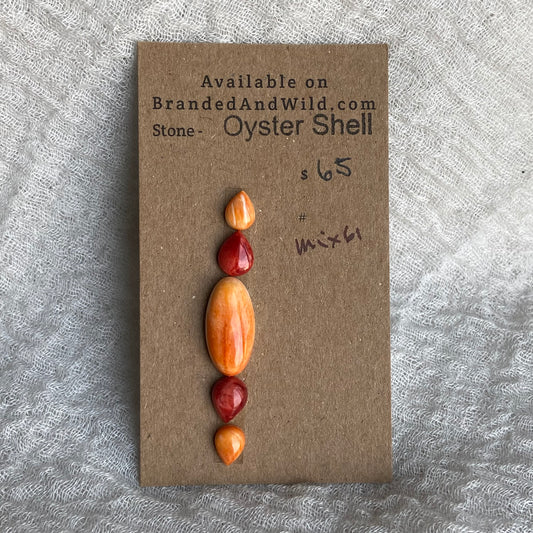 Available on
BrandedAndWild.com
Stone- Oyster Shell
$ 65
#
mix61